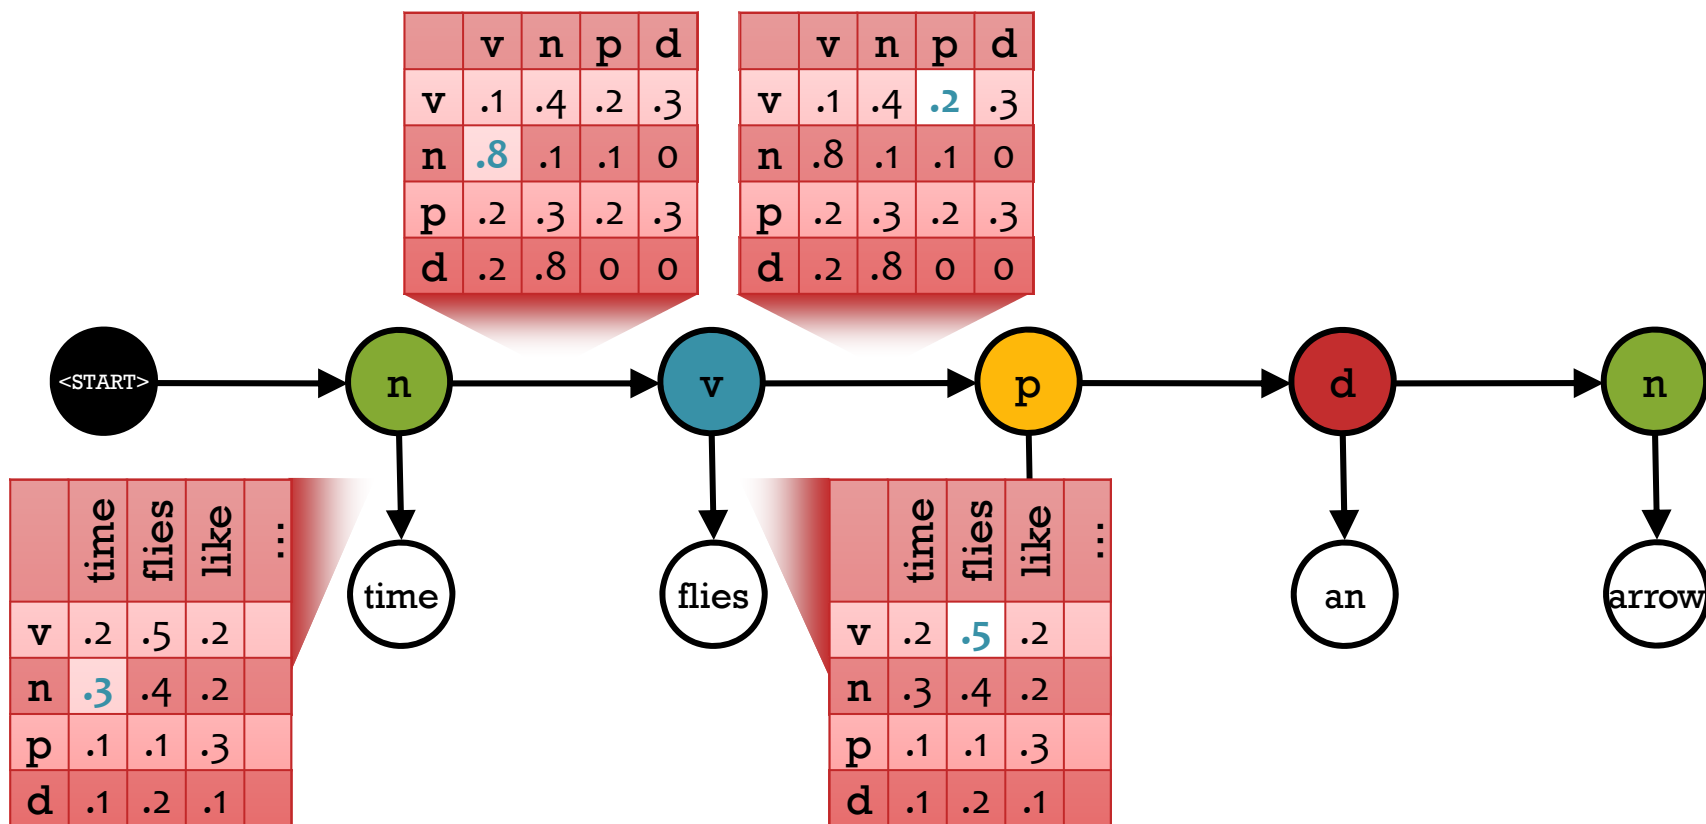 v n p d
v .1 .4 .2 .3
n .8 .1 .1 0
p .2 .3 .2 .3
d .2 .8 0 0
v n p d
v .1 .4 .2 .3
n .8 .1 .1 0
p .2 .3 .2 .3
d .2 .8 0 0
<START> n v p d n
time flies like ...
v .2 .5 .2
n .3 .4 .2
p .1 .1 .3
d .1 .2 .1
time flies
time flies like ...
v .2 .5 .2
n .3 .4 .2
p .1 .1 .3
d .1 .2 .1
an arrow